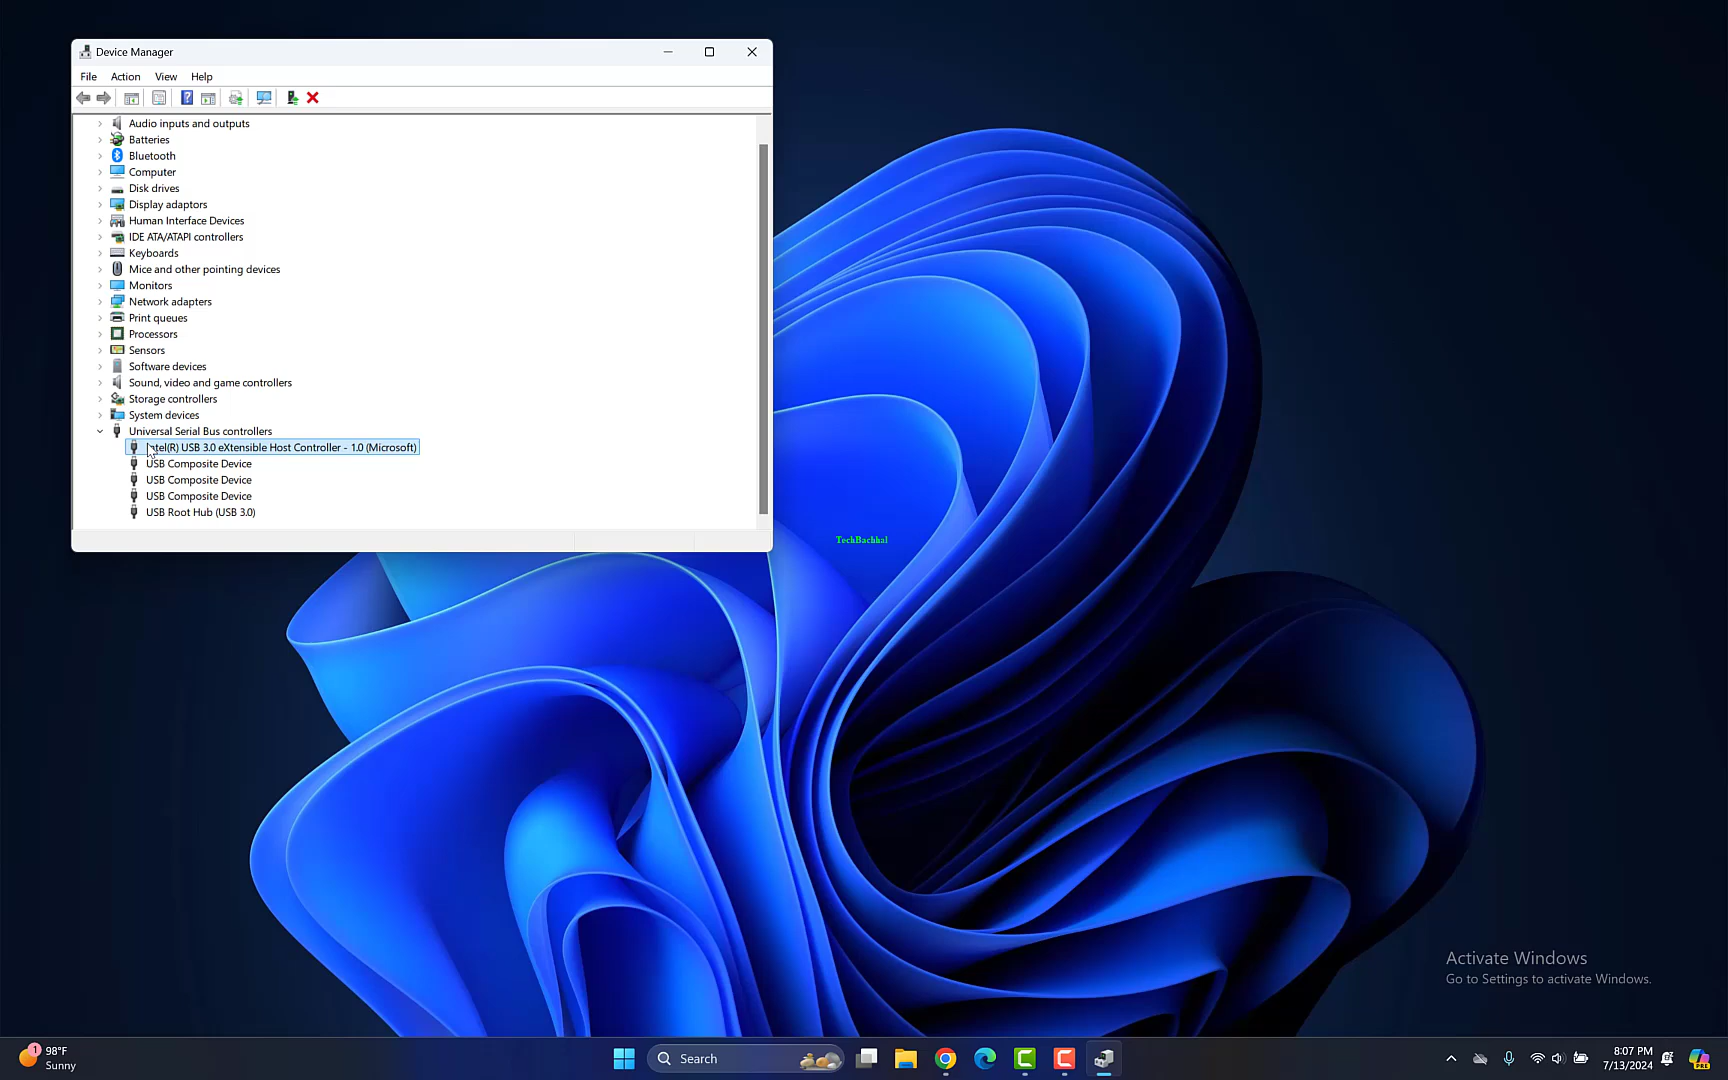 Device Manager
File Action View Help
Audio inputs and outputs
Batteries
Bluetooth
Computer
Disk drives
Display adaptors
Human Interface Devices
IDE ATA/ATAPI controllers
Keyboards
Mice and other pointing devices
Monitors
Network adapters
Print queues
Processors
Sensors
Software devices
Sound, video and game controllers
Storage controllers
System devices
Universal Serial Bus controllers
Intel(R) USB 3.0 eXtensible Host Controller - 1.0 (Microsoft)
USB Composite Device
USB Composite Device
USB Composite Device
USB Root Hub (USB 3.0)
TechBachhal
Activate Windows
Go to Settings to activate Windows.
1
98°F
Sunny
Search
8:07 PM
7/13/2024
PRE